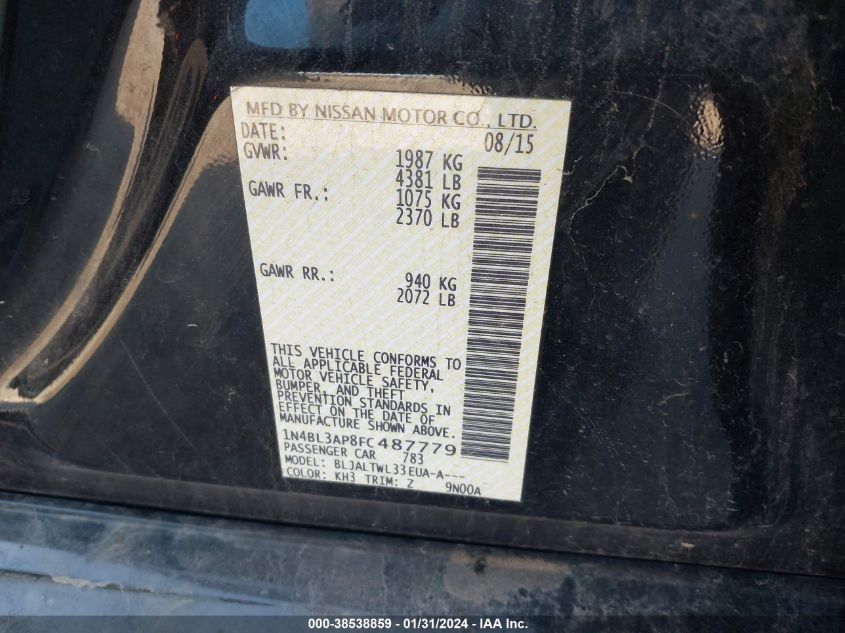 MFD BY NISSAN MOTOR CO., LTD.
DATE: 08/15
GVWR: 1987 KG
4381 LB
GAWR FR.: 1075 KG
2370 LB
GAWR RR.: 940 KG
2072 LB
THIS VEHICLE CONFORMS TO
ALL APPLICABLE FEDERAL
MOTOR VEHICLE SAFETY,
BUMPER, AND THEFT
PREVENTION STANDARDS IN
EFFECT ON THE DATE OF
MANUFACTURE SHOWN ABOVE.
1N4BL3AP8FC487779
PASSENGER CAR 783
MODEL: BLJALTWL33EUA-A---
COLOR: KH3 TRIM: Z 9N00A
000-38538859 / 01/31/2024 - IAA Inc.